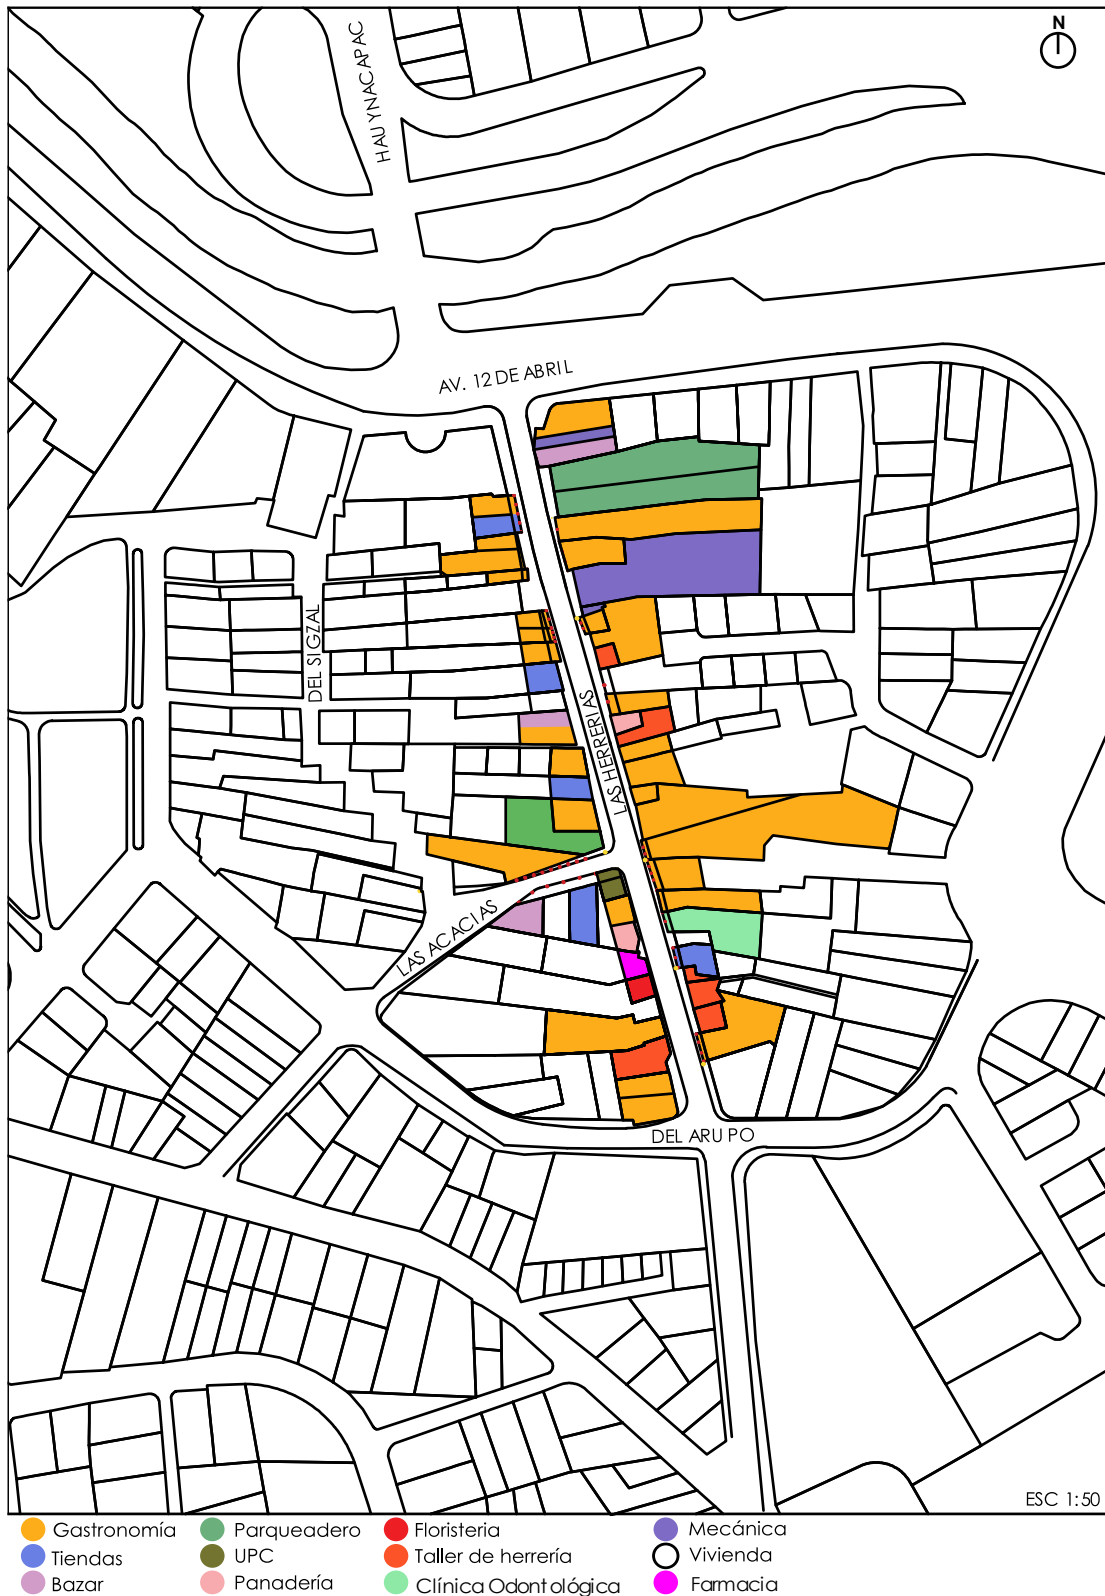 N
HAUYNACAPAC
AV. 12 DE ABRIL
DEL SIGZAL
LAS HERRERIAS
LAS ACACIAS
DEL ARUPO
ESC 1:50
Gastronomía
Parqueadero
Floristeria
Mecánica
Tiendas
UPC
Taller de herrería
Vivienda
Bazar
Panadería
Clínica Odontológica
Farmacia